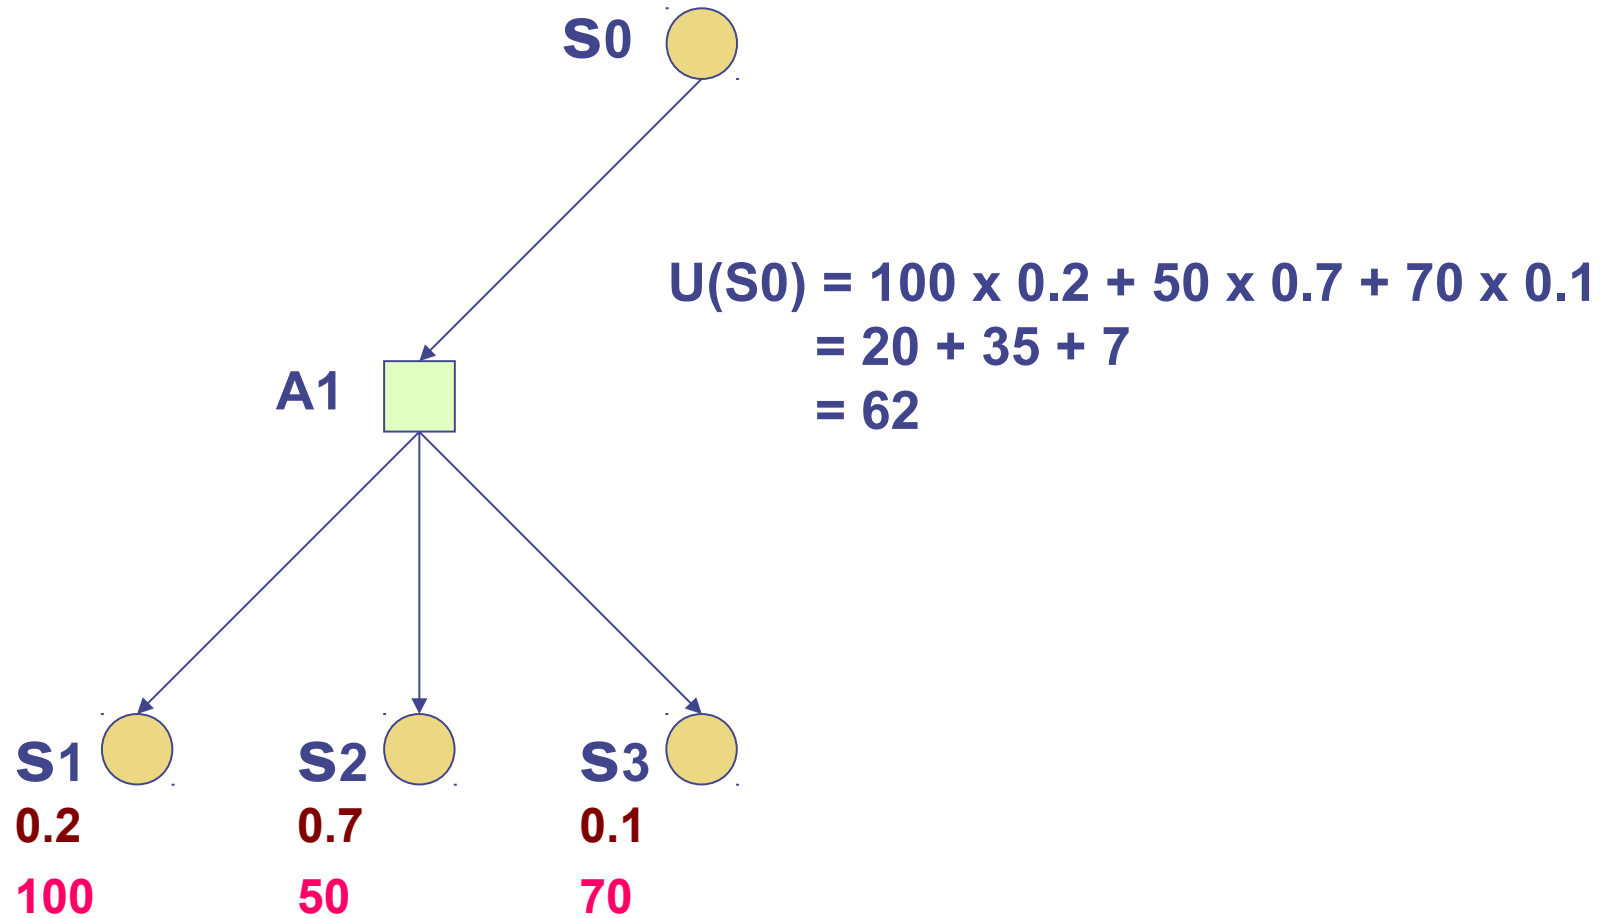 S0
U(S0) = 100 x 0.2 + 50 x 0.7 + 70 x 0.1
= 20 + 35 + 7
A1
= 62
S1 S2 S3
0.2 0.7 0.1
100 50 70